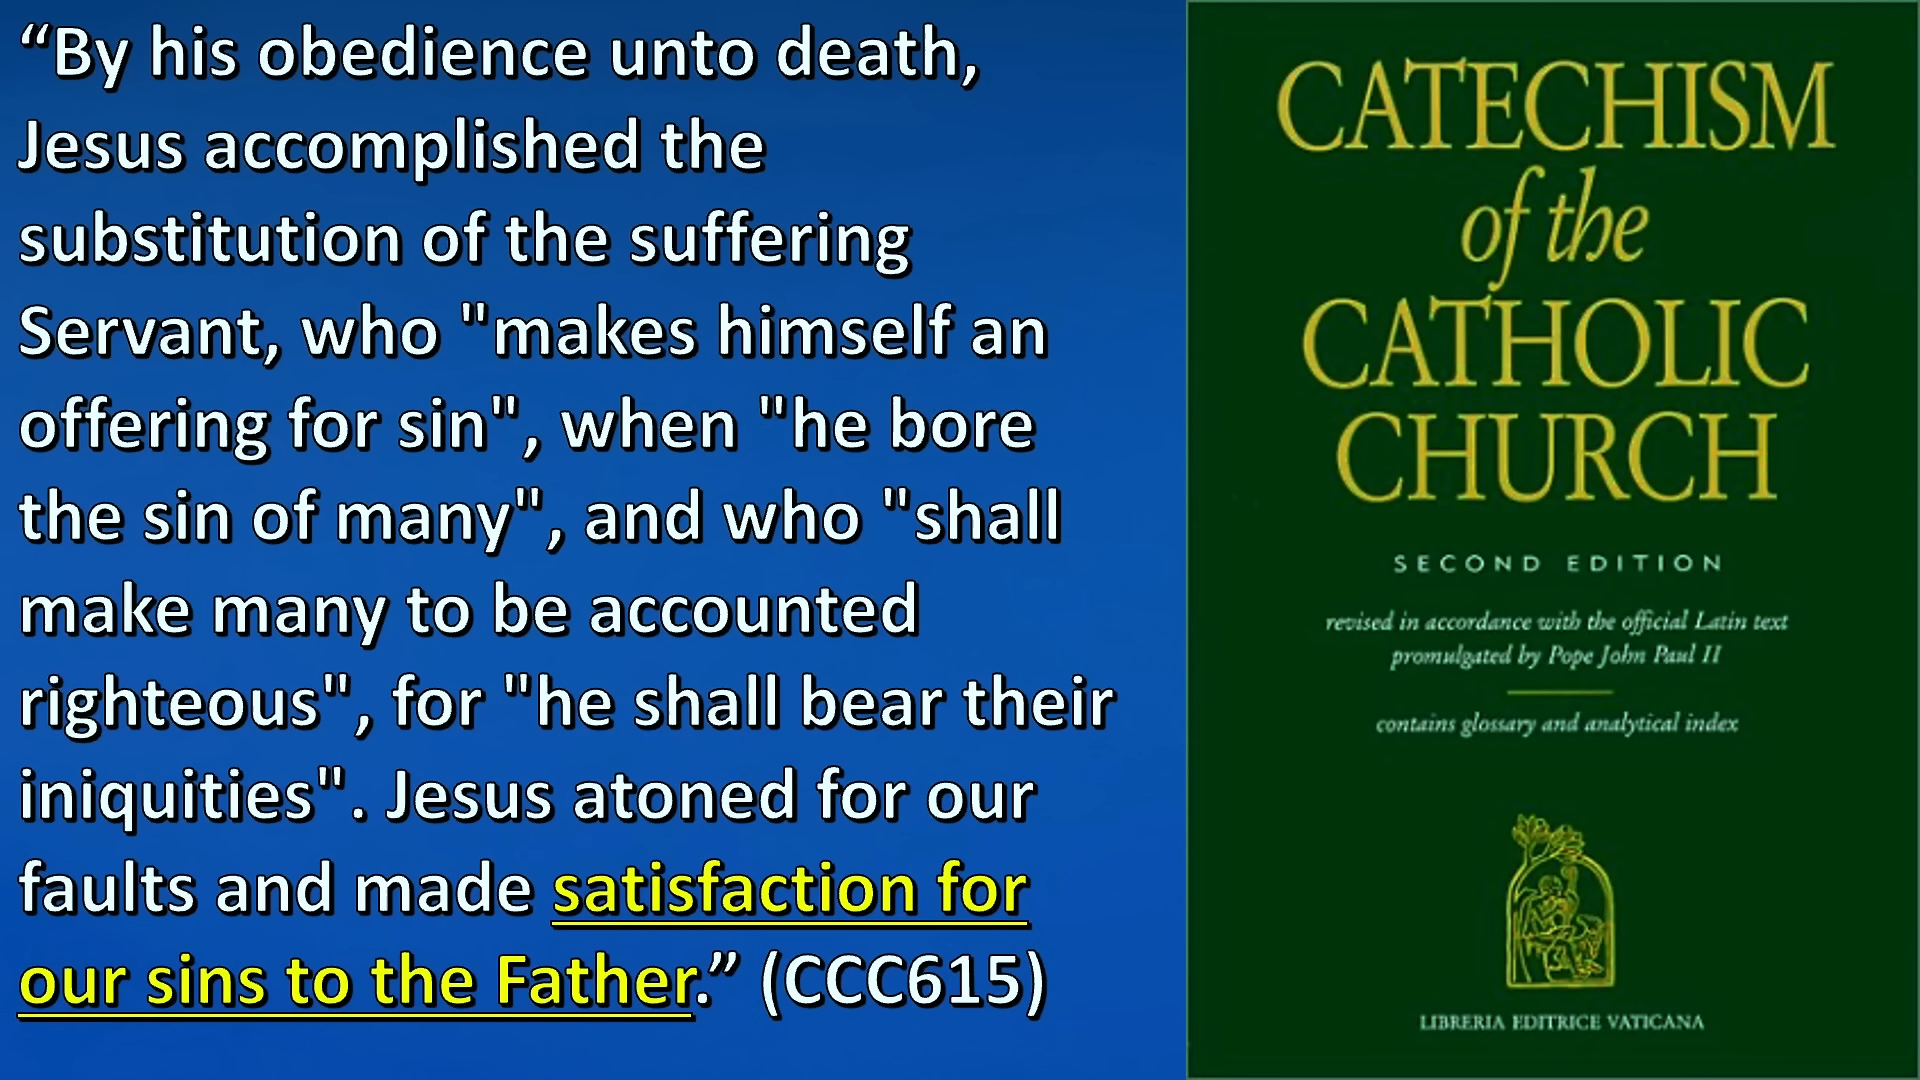 “By his obedience unto death,
Jesus accomplished the
substitution of the suffering
Servant, who "makes himself an
offering for sin", when "he bore
the sin of many", and who "shall
make many to be accounted
righteous", for "he shall bear their
iniquities". Jesus atoned for our
faults and made satisfaction for
our sins to the Father.” (CCC615)
CATECHISM
of the
CATHOLIC
CHURCH
SECOND EDITION
revised in accordance with the official Latin text
promulgated by Pope John Paul II
contains glossary and analytical index
LIBRERIA EDITRICE VATICANA